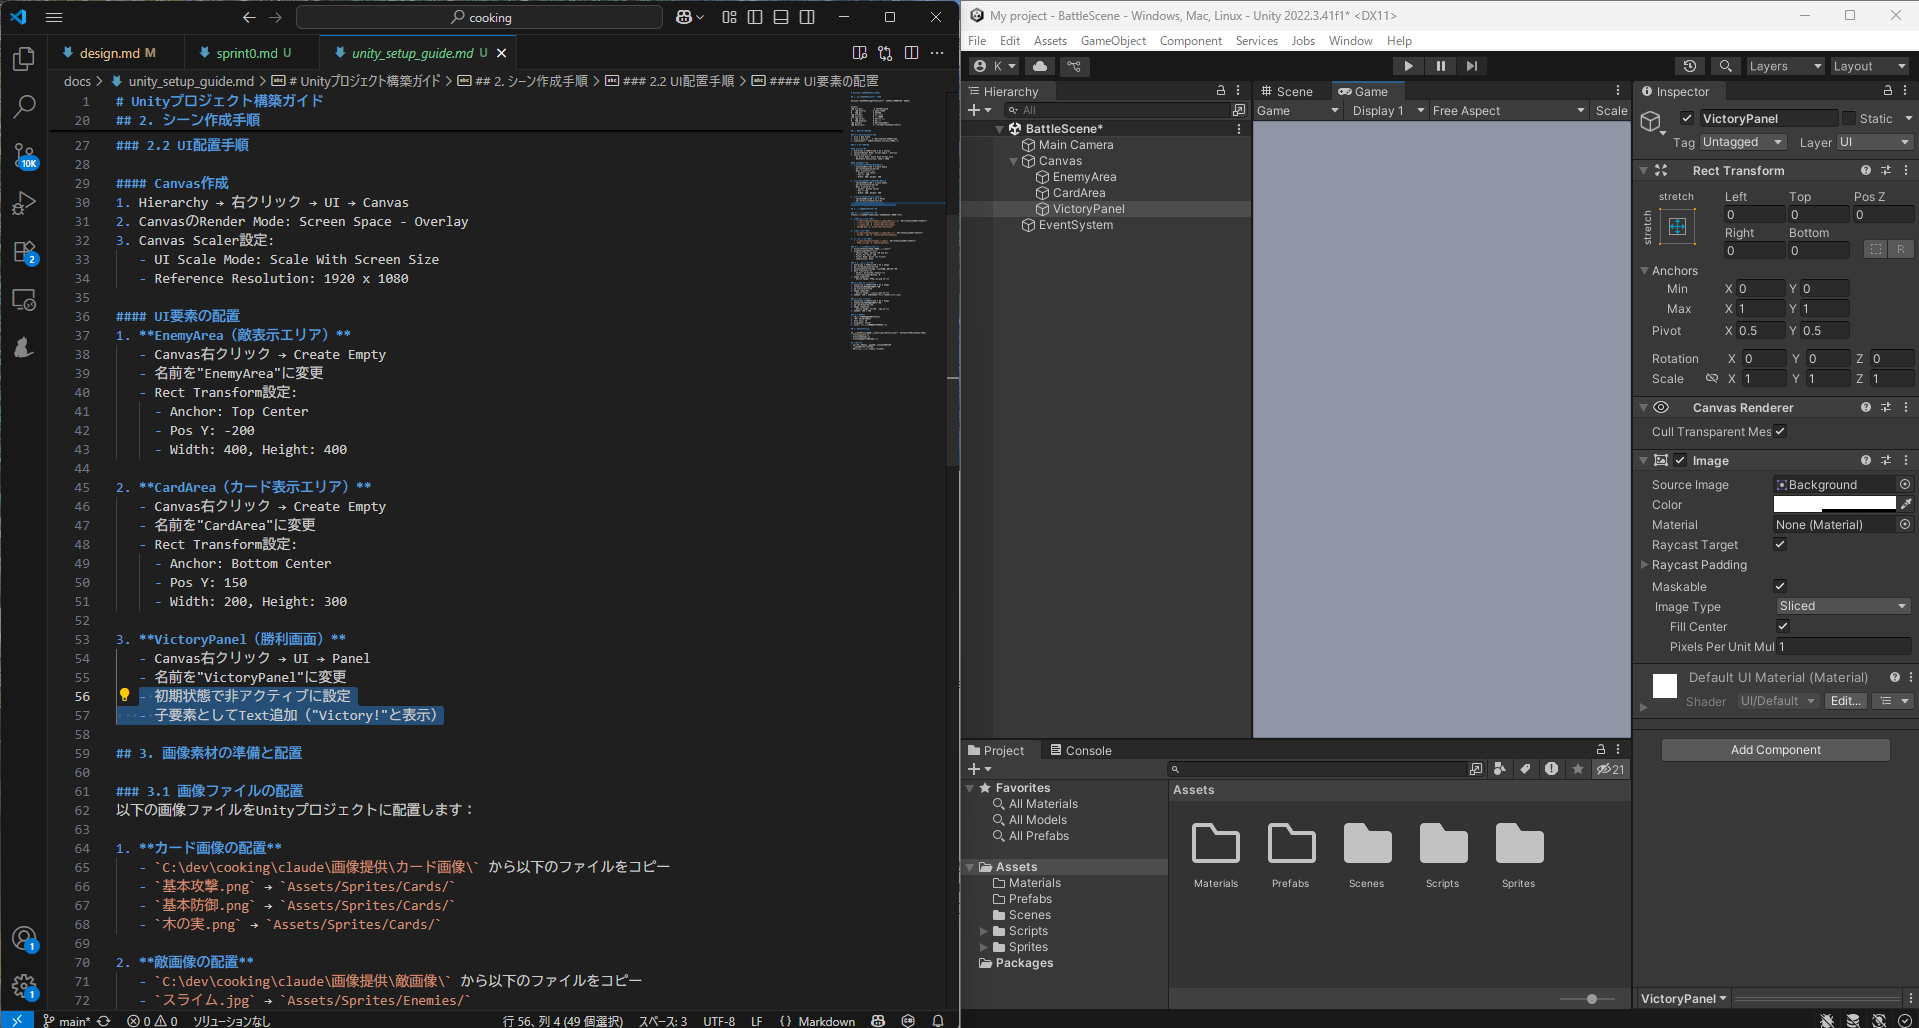 cooking
design.md M
sprint0.md U
unity_setup_guide.md U
docs > unity_setup_guide.md > # Unityプロジェクト構築ガイド > ## 2. シーン作成手順 > ### 2.2 UI配置手順 > #### UI要素の配置
1 # Unityプロジェクト構築ガイド
20 ## 2. シーン作成手順
27 ### 2.2 UI配置手順
28
29 #### Canvas作成
30 1. Hierarchy → 右クリック → UI → Canvas
31 2. CanvasのRender Mode: Screen Space - Overlay
32 3. Canvas Scaler設定:
33 - UI Scale Mode: Scale With Screen Size
34 - Reference Resolution: 1920 x 1080
35
36 #### UI要素の配置
37 1. **EnemyArea（敵表示エリア）**
38 - Canvas右クリック → Create Empty
39 - 名前を"EnemyArea"に変更
40 - Rect Transform設定:
41 - Anchor: Top Center
42 - Pos Y: -200
43 - Width: 400, Height: 400
44
45 2. **CardArea（カード表示エリア）**
46 - Canvas右クリック → Create Empty
47 - 名前を"CardArea"に変更
48 - Rect Transform設定:
49 - Anchor: Bottom Center
50 - Pos Y: 150
51 - Width: 200, Height: 300
52
53 3. **VictoryPanel（勝利画面）**
54 - Canvas右クリック → UI → Panel
55 - 名前を"VictoryPanel"に変更
56 - 初期状態で非アクティブに設定
57 - 子要素としてText追加（"Victory!"と表示）
58
59 ## 3. 画像素材の準備と配置
60
61 ### 3.1 画像ファイルの配置
62 以下の画像ファイルをUnityプロジェクトに配置します：
63
64 1. **カード画像の配置**
65 - `C:\dev\cooking\claude\画像提供\カード画像\` から以下のファイルをコピー
66 - `基本攻撃.png` → `Assets/Sprites/Cards/`
67 - `基本防御.png` → `Assets/Sprites/Cards/`
68 - `木の実.png` → `Assets/Sprites/Cards/`
69
70 2. **敵画像の配置**
71 - `C:\dev\cooking\claude\画像提供\敵画像\` から以下のファイルをコピー
72 - `スライム.jpg` → `Assets/Sprites/Enemies/`
10K
2
1
1
main* 0 0 ソリューションなし 行 56、列 4 (49 個選択) スペース: 3 UTF-8 LF {} Markdown
My project - BattleScene - Windows, Mac, Linux - Unity 2022.3.41f1* <DX11>
File Edit Assets GameObject Component Services Jobs Window Help
K
Layers
Layout
Hierarchy
All
BattleScene*
Main Camera
Canvas
EnemyArea
CardArea
VictoryPanel
EventSystem
Scene
Game
Game Display 1 Free Aspect Scale
Inspector
VictoryPanel Static
Tag Untagged Layer UI
Rect Transform
stretch
stretch
Left Top Pos Z
0 0 0
Right Bottom
0 0
R
Anchors
Min X 0 Y 0
Max X 1 Y 1
Pivot X 0.5 Y 0.5
Rotation X 0 Y 0 Z 0
Scale X 1 Y 1 Z 1
Canvas Renderer
Cull Transparent Mes
Image
Source Image Background
Color
Material None (Material)
Raycast Target
Raycast Padding
Maskable
Image Type Sliced
Fill Center
Pixels Per Unit Mul 1
Default UI Material (Material)
Shader UI/Default Edit...
Add Component
VictoryPanel
Project
Console
21
Favorites
All Materials
All Models
All Prefabs
Assets
Materials
Prefabs
Scenes
Scripts
Sprites
Packages
Assets
Materials Prefabs Scenes Scripts Sprites